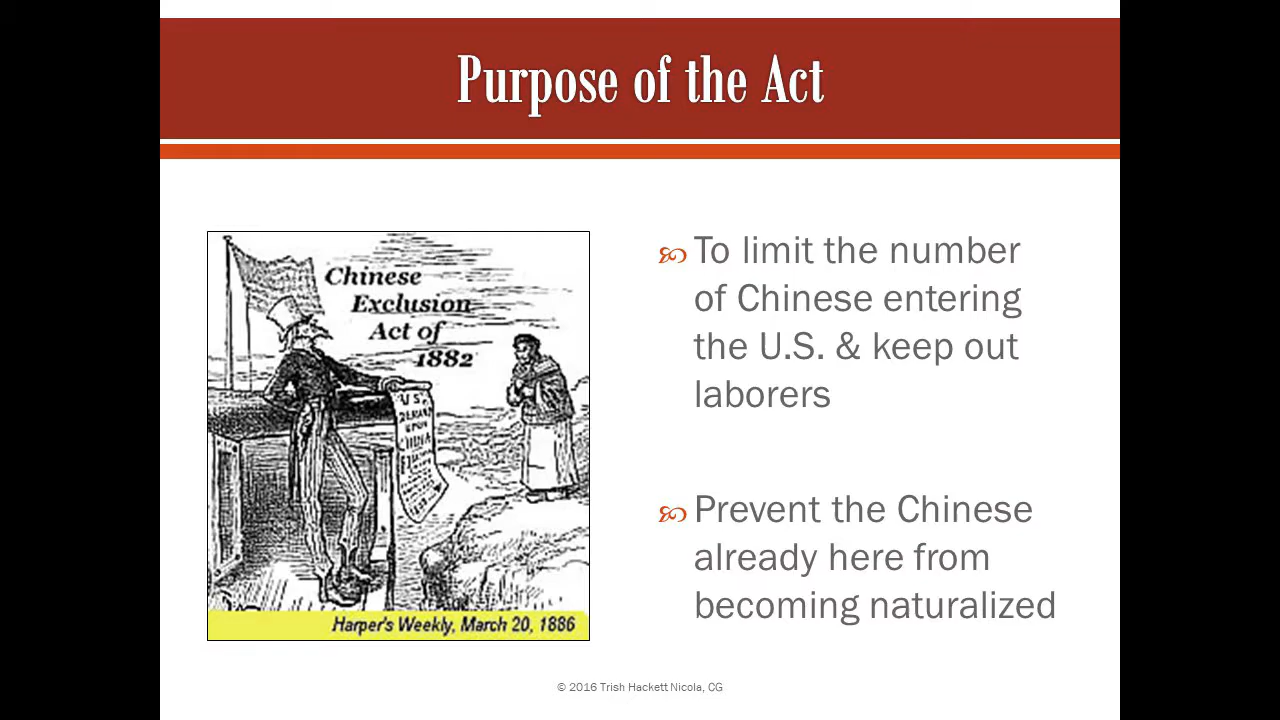 Purpose of the Act
Chinese
Exclusion
Act of
1882
U.S.
Harper's Weekly, March 20, 1886
To limit the number
of Chinese entering
the U.S. & keep out
laborers
Prevent the Chinese
already here from
becoming naturalized
© 2016 Trish Hackett Nicola, CG